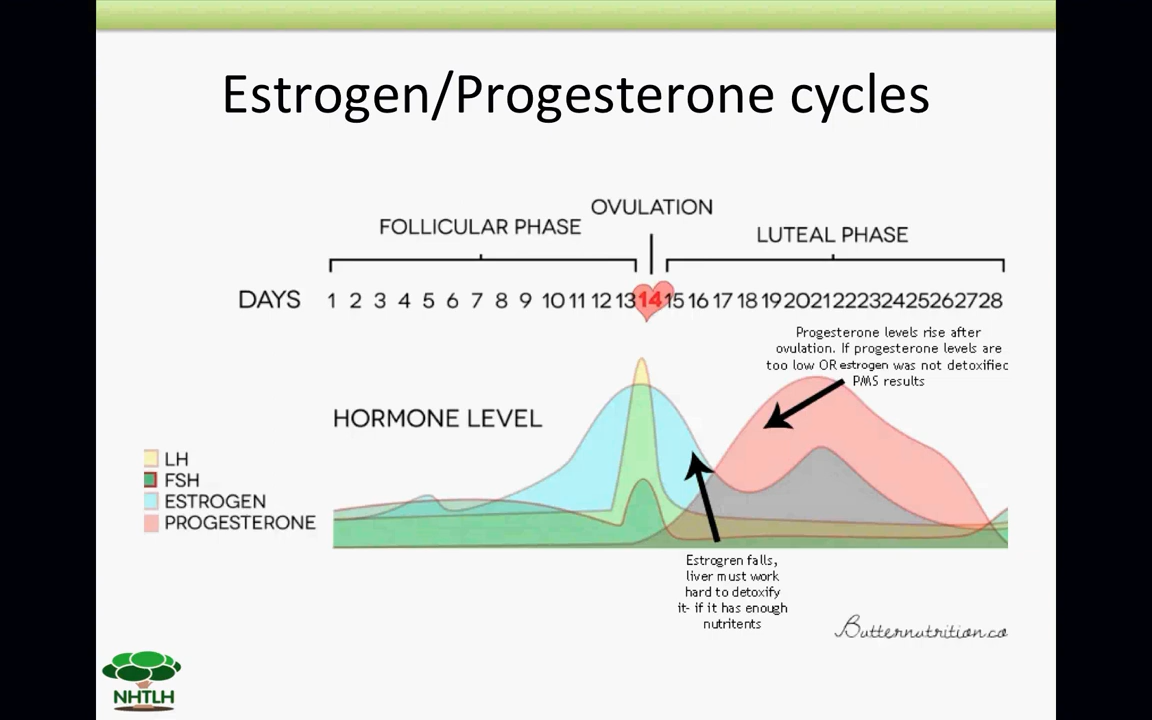 Estrogen/Progesterone cycles
OVULATION
FOLLICULAR PHASE
LUTEAL PHASE
DAYS 1 2 3 4 5 6 7 8 9 10 11 12 13 14 15 16 17 18 19 20 21 22 23 24 25 26 27 28
Progesterone levels rise after
ovulation. If progesterone levels are
too low OR estrogen was not detoxified
PMS results
HORMONE LEVEL
LH
FSH
ESTROGEN
PROGESTERONE
Estrogren falls,
liver must work
hard to detoxify
it- if it has enough
nutritents
Butternutrition.co
NHTLH